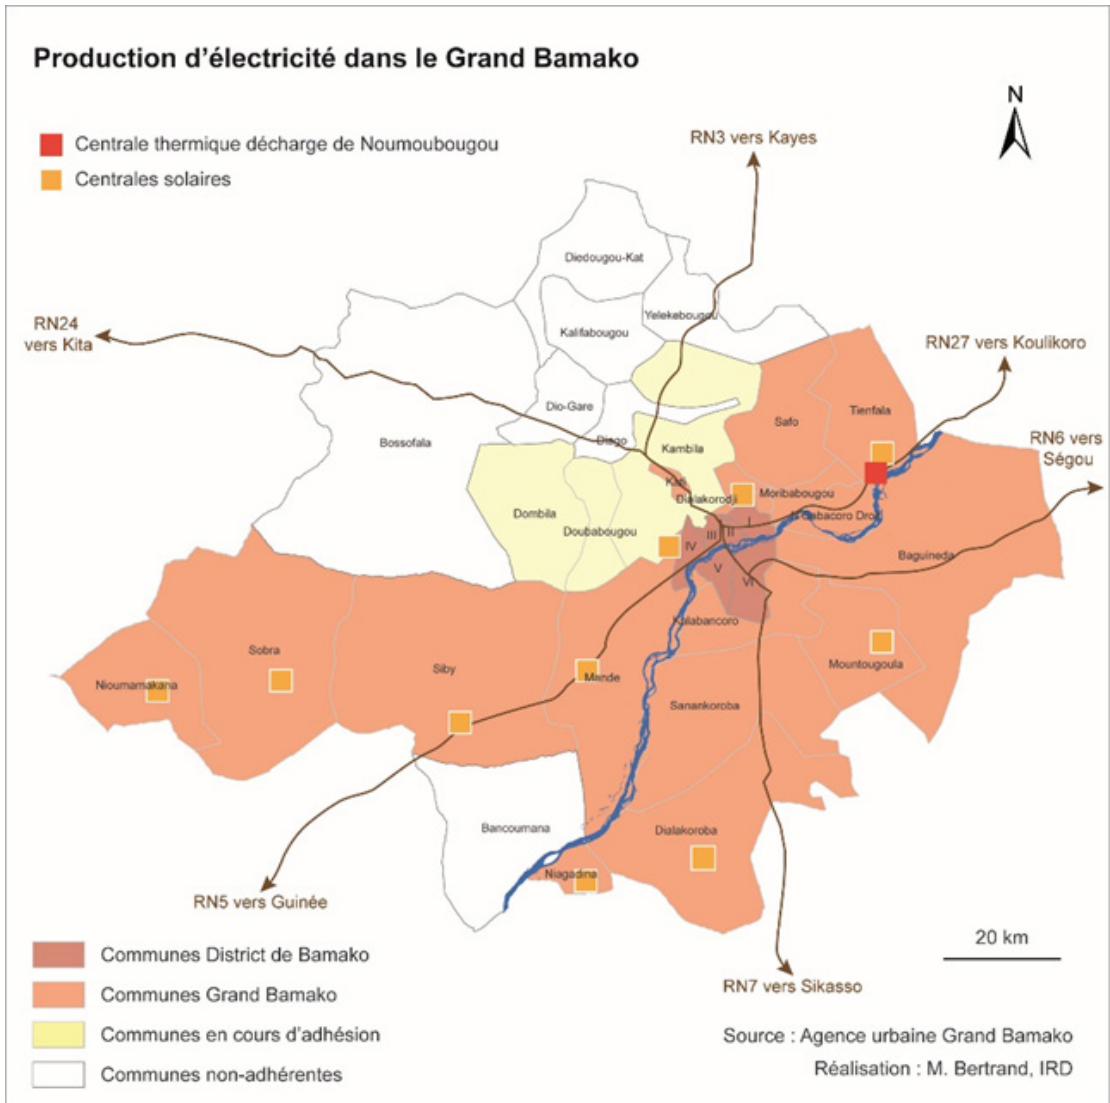 Production d'électricité dans le Grand Bamako
Centrale thermique décharge de Noumoubougou
Centrales solaires
N
RN3 vers Kayes
RN24
vers Kita
RN27 vers Koulikoro
RN6 vers
Ségou
Diedougou-Kat
Yelekebougou
Kalifabougou
Dio-Gare
Diago
Bossofala
Safo
Tienfala
Kambila
Kati
Dialakorodji
Moribabougou
N'Gabacoro Droit
Dombila
Doubabougou
I
II
III
IV
V
VI
Baguineda
Kalabancoro
Mountougoula
Sobra
Siby
Nioumamakana
Mande
Sanankoroba
Bancoumana
Dialakoroba
Niagadina
RN5 vers Guinée
RN7 vers Sikasso
20 km
Communes District de Bamako
Communes Grand Bamako
Communes en cours d'adhésion
Communes non-adhérentes
Source : Agence urbaine Grand Bamako
Réalisation : M. Bertrand, IRD